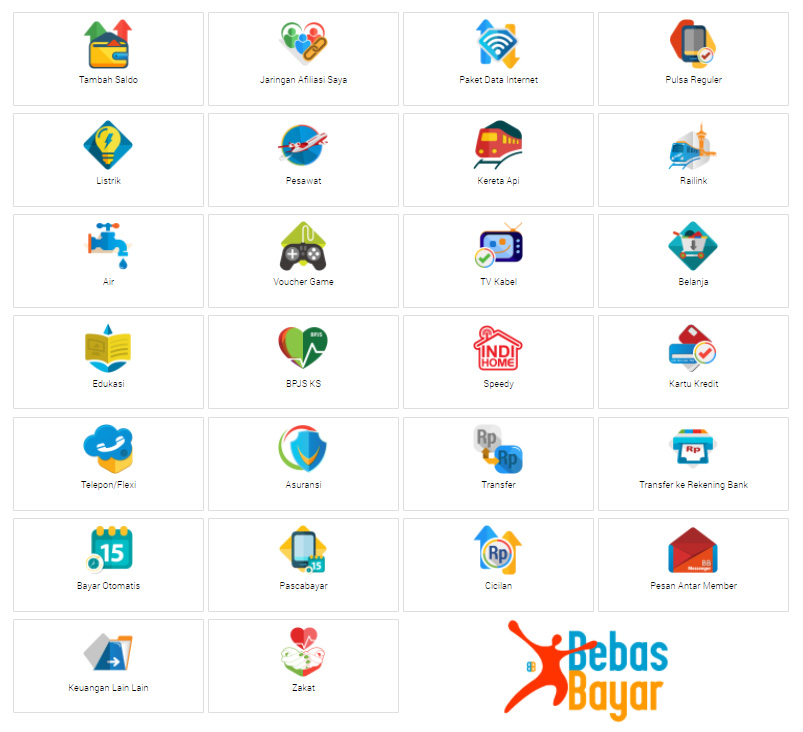 Tambah Saldo
Jaringan Afiliasi Saya
Paket Data Internet
Pulsa Reguler
Listrik
Pesawat
Kereta Api
Railink
Air
Voucher Game
TV Kabel
Belanja
BPJS
INDI
HOME
Edukasi
BPJS KS
Speedy
Kartu Kredit
Rp
Rp
Rp
Telepon/Flexi
Asuransi
Transfer
Transfer ke Rekening Bank
15
15
Rp
BB
Messenger
Bayar Otomatis
Pascabayar
Cicilan
Pesan Antar Member
Keuangan Lain Lain
Zakat
BB
Bebas
Bayar